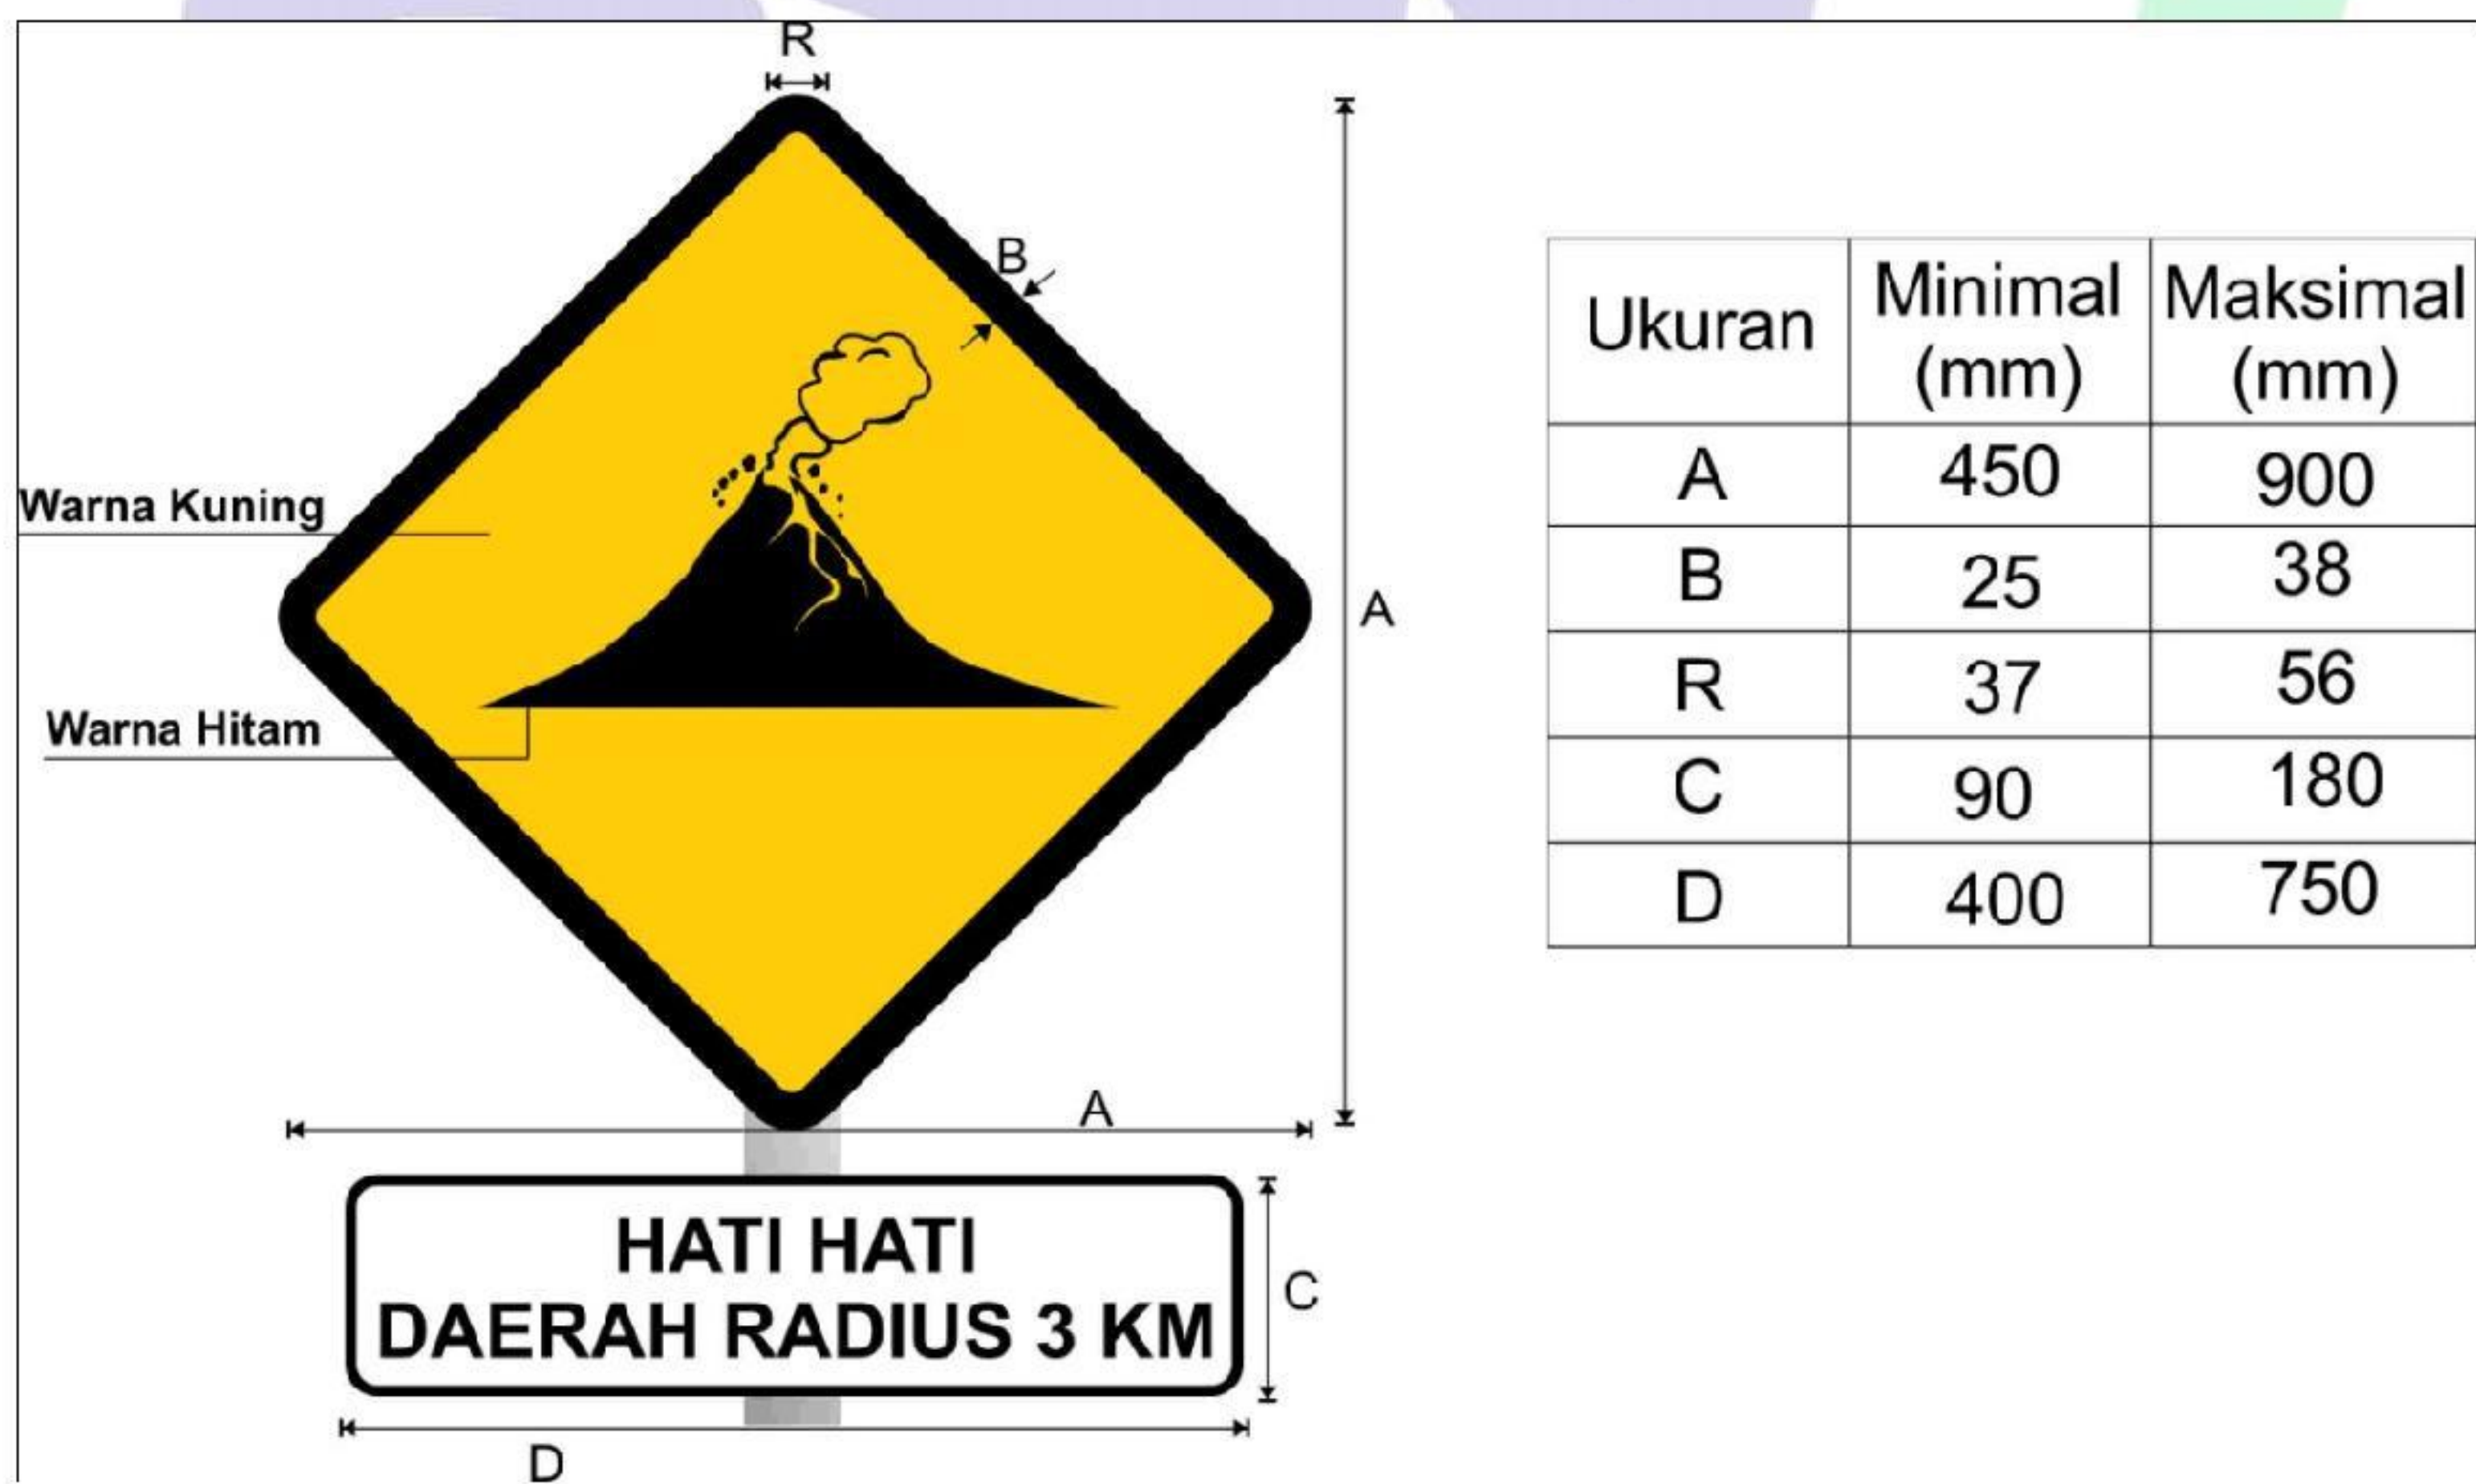 R
B
Warna Kuning
A
Warna Hitam
A
HATI HATI
DAERAH RADIUS 3 KM
C
D
Ukuran Minimal (mm) Maksimal (mm)
A 450 900
B 25 38
R 37 56
C 90 180
D 400 750